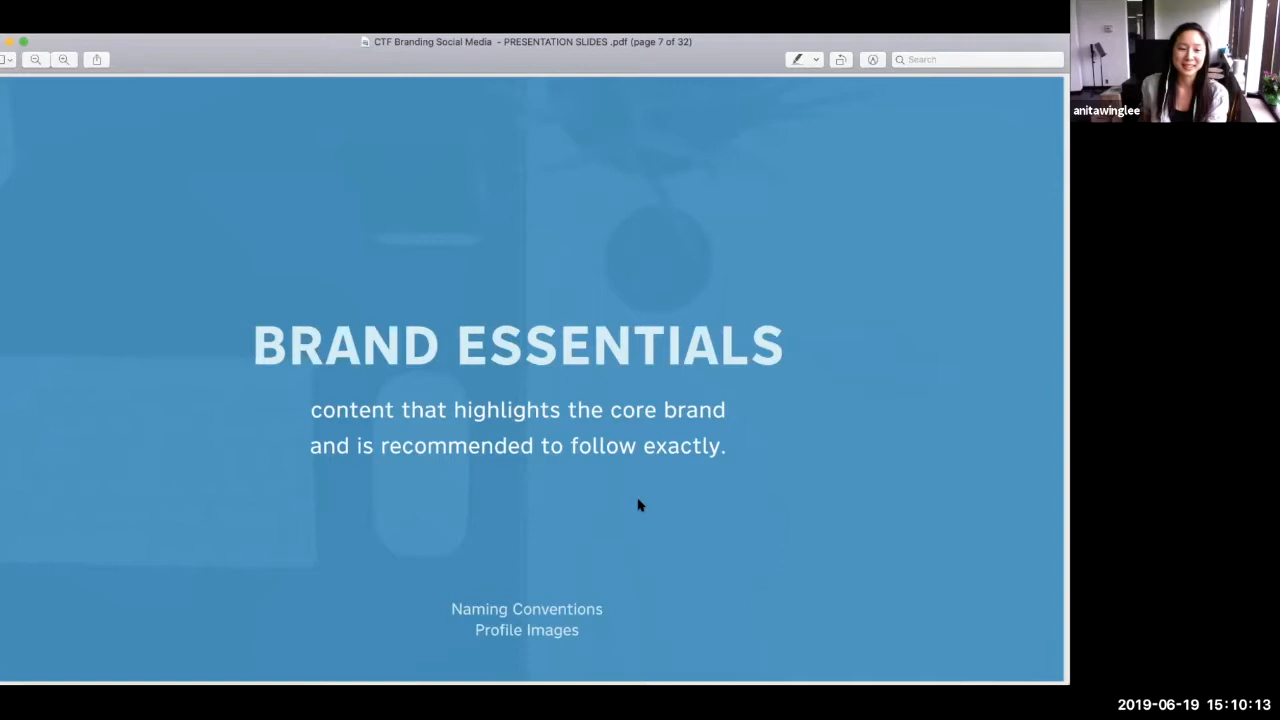 CTF Branding Social Media - PRESENTATION SLIDES .pdf (page 7 of 32)
Search
anitawinglee
BRAND ESSENTIALS
content that highlights the core brand
and is recommended to follow exactly.
Naming Conventions
Profile Images
2019-06-19 15:10:13